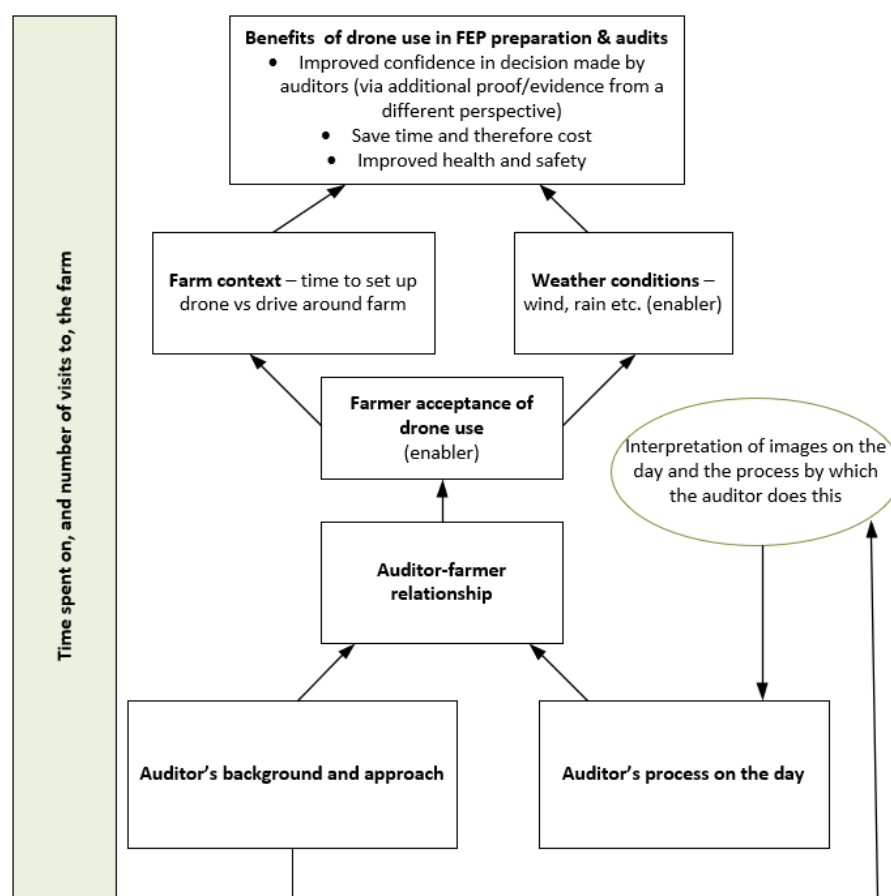 Benefits of drone use in FEP preparation & audits
• Improved confidence in decision made by
auditors (via additional proof/evidence from a
different perspective)
• Save time and therefore cost
• Improved health and safety
Farm context – time to set up
drone vs drive around farm
Weather conditions –
wind, rain etc. (enabler)
Farmer acceptance of
drone use
(enabler)
Interpretation of images on the
day and the process by which
the auditor does this
Auditor-farmer
relationship
Auditor’s background and approach
Auditor’s process on the day
Time spent on, and number of visits to, the farm